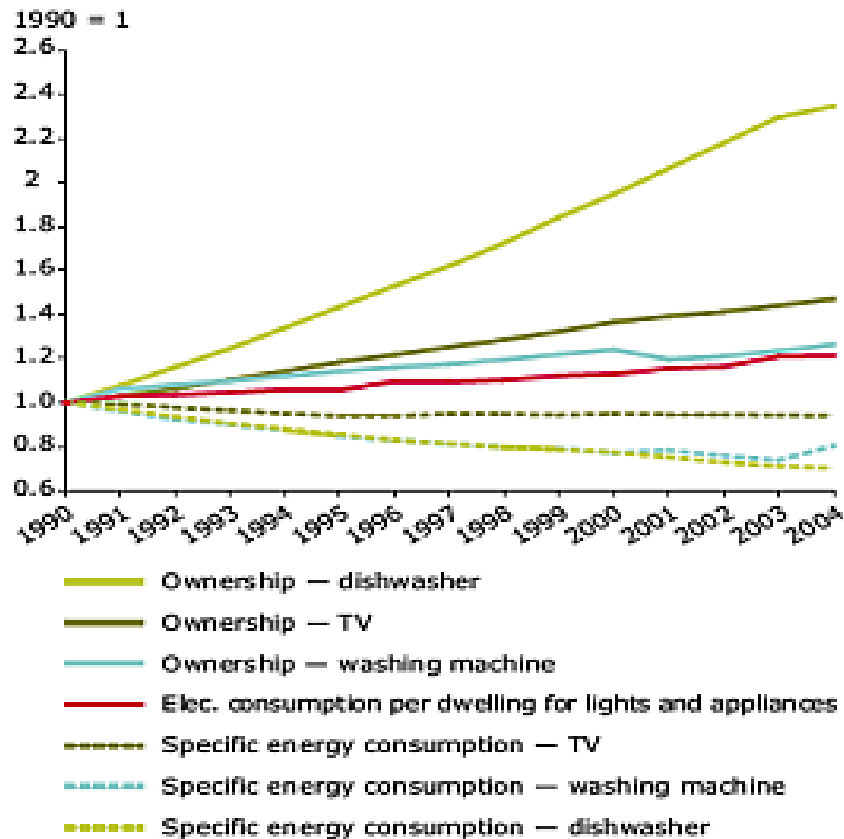 1990 = 1
2.6
2.4
2.2
2
1.8
1.6
1.4
1.2
1.0
0.8
0.6
1990 1991 1992 1993 1994 1995 1996 1997 1998 1999 2000 2001 2002 2003 2004
Ownership — dishwasher
Ownership — TV
Ownership — washing machine
Elec. consumption per dwelling for lights and appliances
Specific energy consumption — TV
Specific energy consumption — washing machine
Specific energy consumption — dishwasher